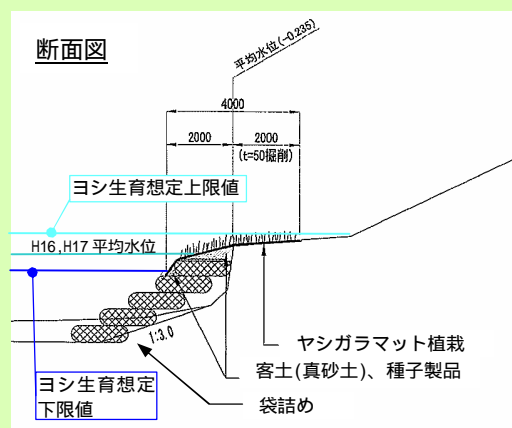 断面図
平均水位(-0.235)
4000
2000
2000
(t=50掘削)
ヨシ生育想定上限値
H16,H17 平均水位
1:3.0
ヤシガラマット植栽
客土(真砂土)、種子製品
ヨシ生育想定
下限値
袋詰め